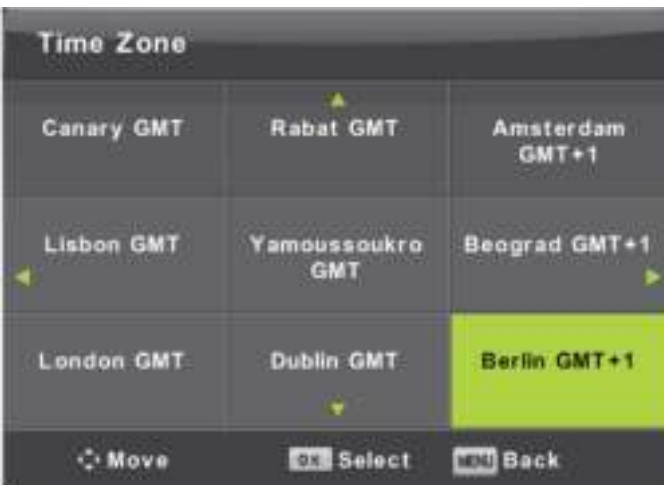 Time Zone
Canary GMT
Rabat GMT
Amsterdam
GMT+1
Lisbon GMT
Yamoussoukro
GMT
Beograd GMT+1
London GMT
Dublin GMT
Berlin GMT+1
Move
OK Select
MENU Back